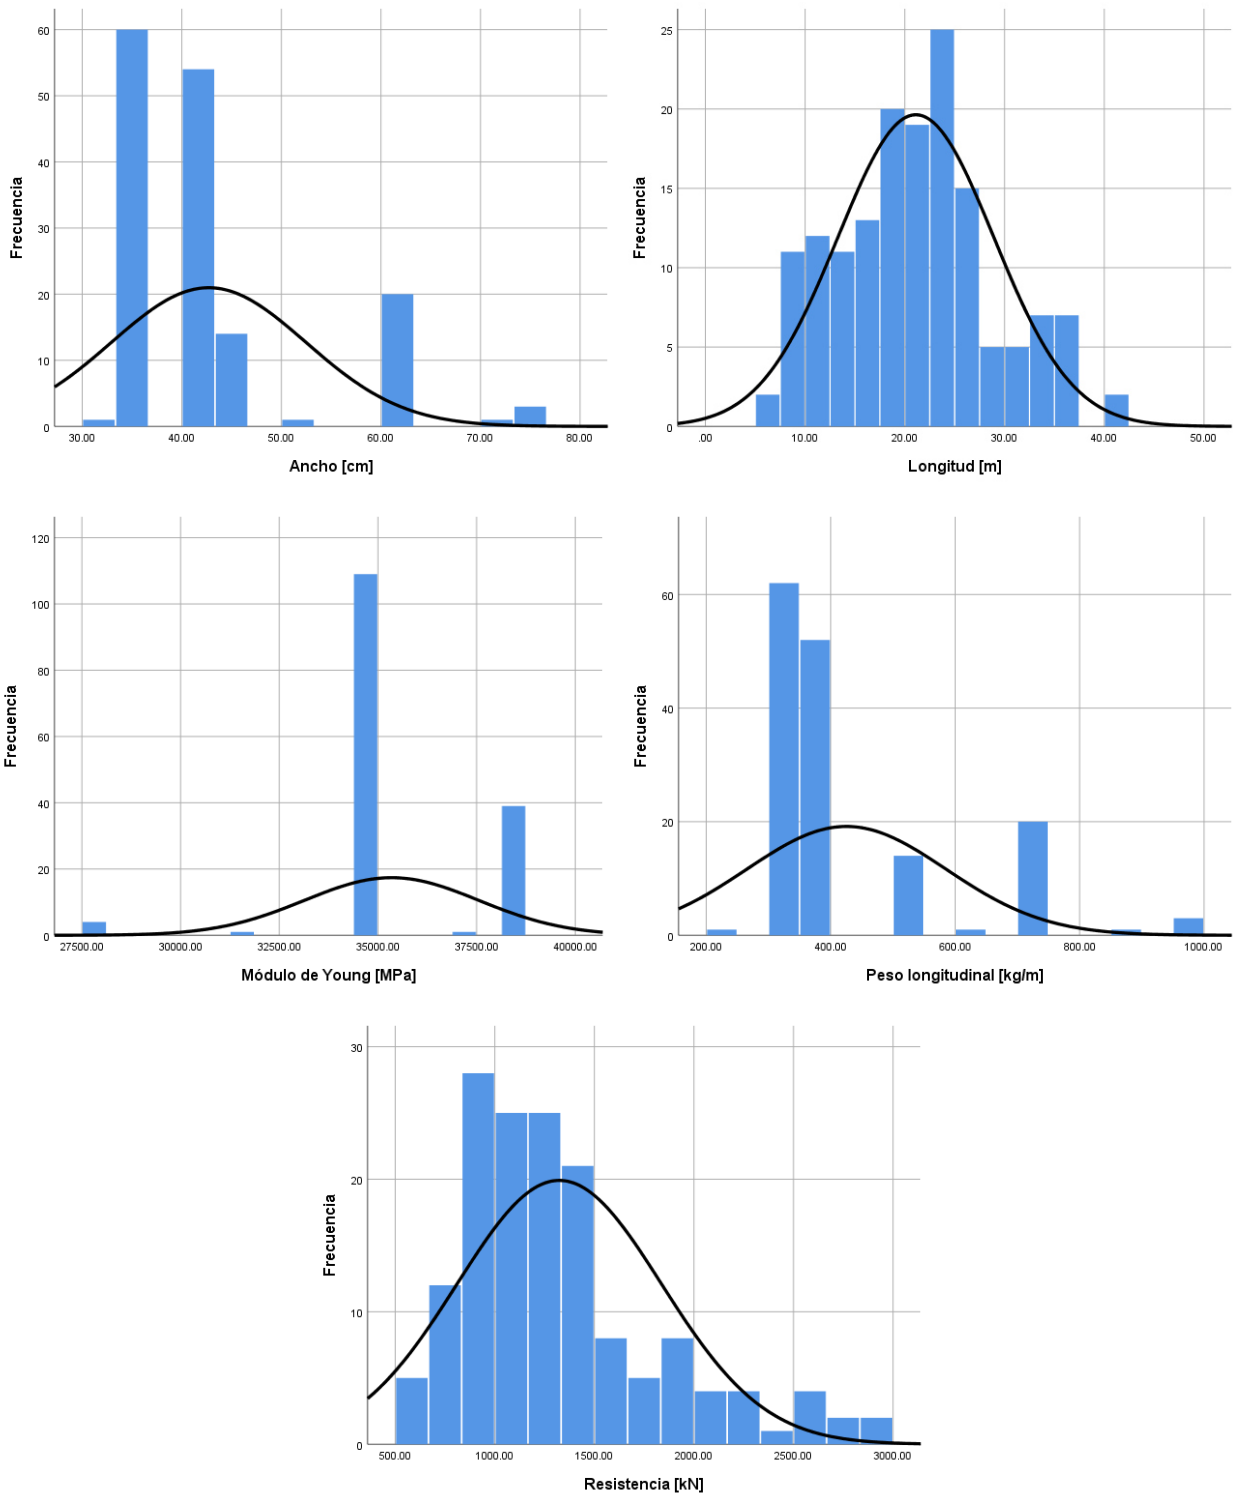 60
50
40
30
20
10
0
Frecuencia
30.00 40.00 50.00 60.00 70.00 80.00
Ancho [cm]
25
20
15
10
5
0
Frecuencia
.00 10.00 20.00 30.00 40.00 50.00
Longitud [m]
120
100
80
60
40
20
0
Frecuencia
27500.00 30000.00 32500.00 35000.00 37500.00 40000.00
Módulo de Young [MPa]
60
40
20
0
Frecuencia
200.00 400.00 600.00 800.00 1000.00
Peso longitudinal [kg/m]
30
20
10
0
Frecuencia
500.00 1000.00 1500.00 2000.00 2500.00 3000.00
Resistencia [kN]